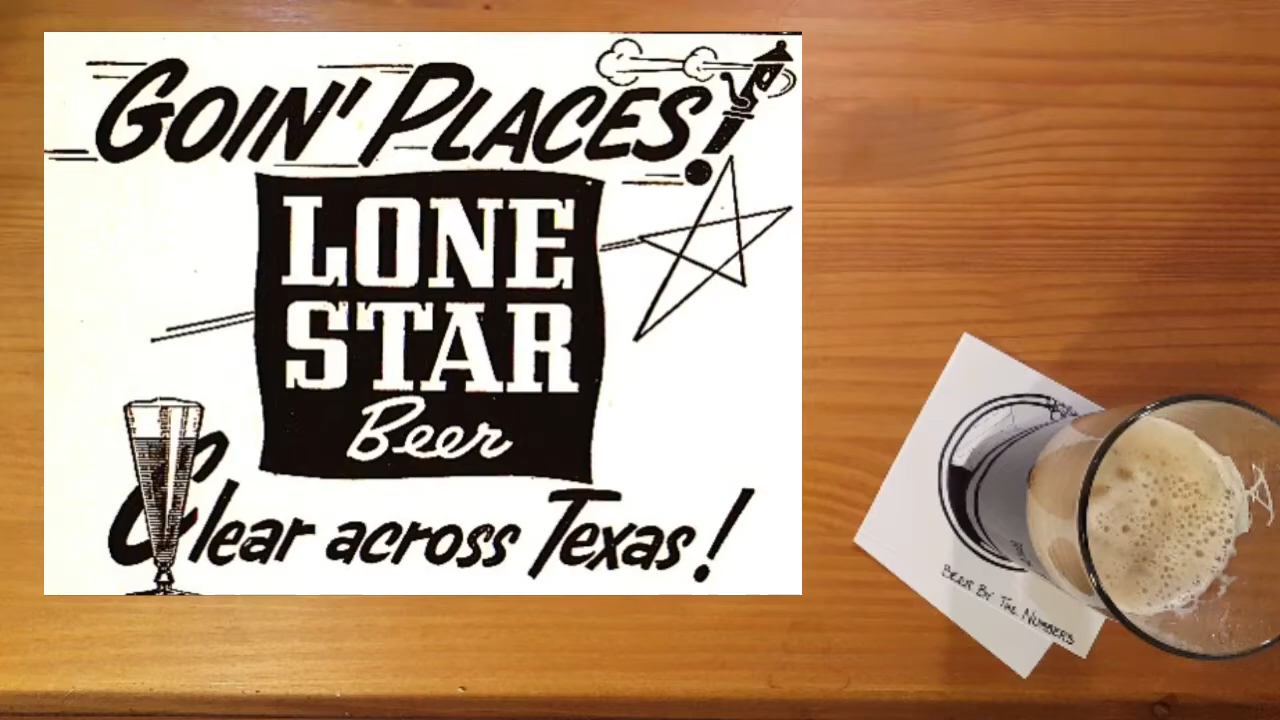 GOIN' PLACES!
LONE
STAR
Beer
Clear across Texas!
BEER BY THE NUMBERS